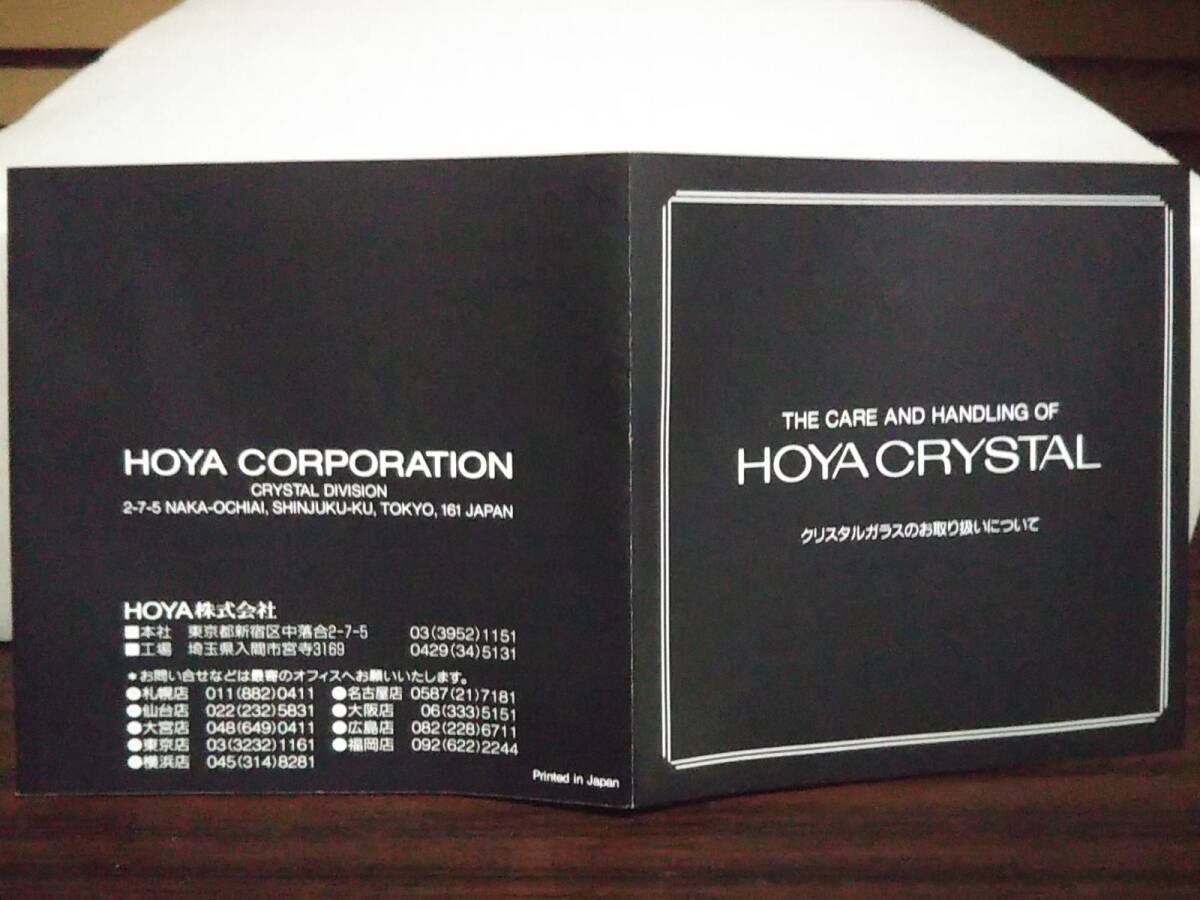 HOYA CORPORATION
CRYSTAL DIVISION
2-7-5 NAKA-OCHIAI, SHINJUKU-KU, TOKYO, 161 JAPAN
HOYA株式会社
■本社 東京都新宿区中落合2-7-5 03(3952)1151
■工場 埼玉県入間市宮寺3169 0429(34)5131
*お問い合せなどは最寄のオフィスへお願いいたします。
●札幌店 011(882)0411 ●名古屋店 0587(21)7181
●仙台店 022(232)5831 ●大阪店 06(333)5151
●大宮店 048(649)0411 ●広島店 082(228)6711
●東京店 03(3232)1161 ●福岡店 092(622)2244
●横浜店 045(314)8281
Printed in Japan
THE CARE AND HANDLING OF
HOYA CRYSTAL
クリスタルガラスのお取り扱いについて